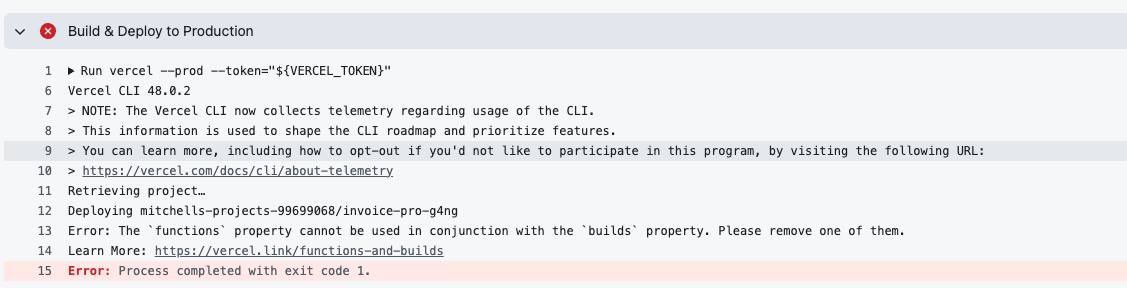 Build & Deploy to Production
1 Run vercel --prod --token="${VERCEL_TOKEN}"
6 Vercel CLI 48.0.2
7 > NOTE: The Vercel CLI now collects telemetry regarding usage of the CLI.
8 > This information is used to shape the CLI roadmap and prioritize features.
9 > You can learn more, including how to opt-out if you'd not like to participate in this program, by visiting the following URL:
10 > https://vercel.com/docs/cli/about-telemetry
11 Retrieving project…
12 Deploying mitchells-projects-99699068/invoice-pro-g4ng
13 Error: The `functions` property cannot be used in conjunction with the `builds` property. Please remove one of them.
14 Learn More: https://vercel.link/functions-and-builds
15 Error: Process completed with exit code 1.